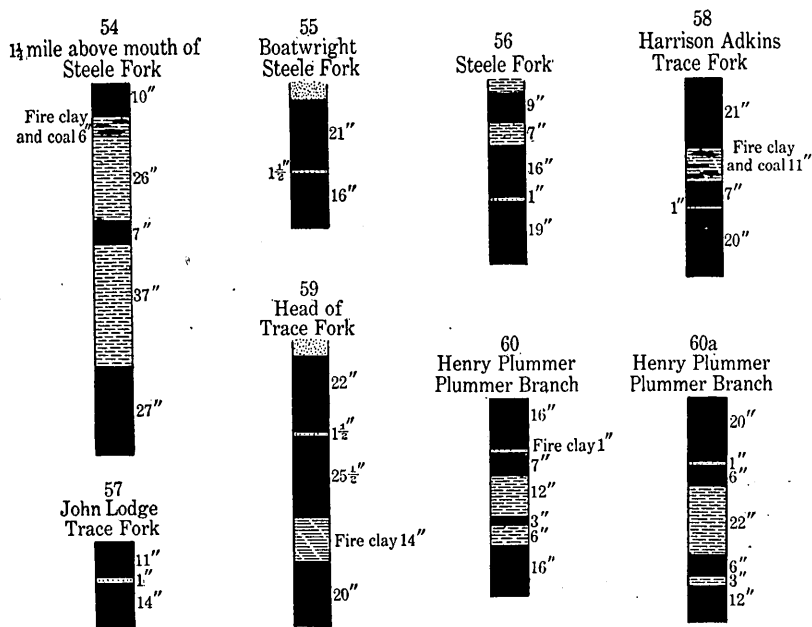 54
1¼ mile above mouth of
Steele Fork
10″
Fire clay
and coal 6″
26″
7″
37″
27″
55
Boatwright
Steele Fork
21″
1½″
16″
56
Steele Fork
9″
7″
16″
1″
19″
58
Harrison Adkins
Trace Fork
21″
Fire clay
and coal 11″
7″
1″
20″
57
John Lodge
Trace Fork
11″
1″
14″
59
Head of
Trace Fork
22″
1½″
25½″
Fire clay 14″
20″
60
Henry Plummer
Plummer Branch
16″
Fire clay 1″
7″
12″
3″
6″
16″
60a
Henry Plummer
Plummer Branch
20″
1″
6″
22″
6″
3″
12″